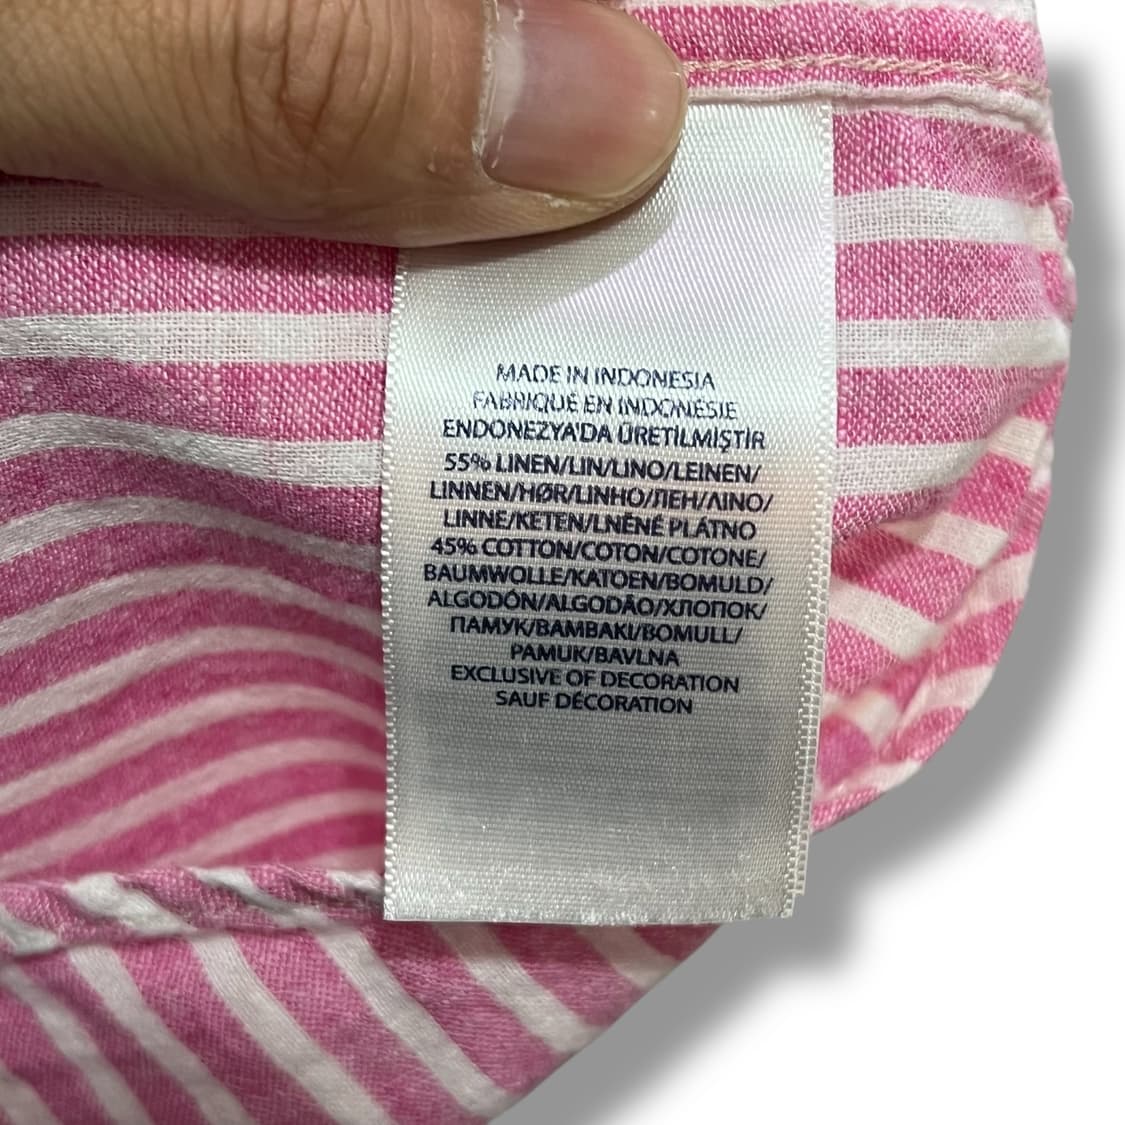 MADE IN INDONESIA
FABRIQUÉ EN INDONÉSIE
ENDONEZYA'DA ÜRETİLMİŞTİR
55% LINEN/LIN/LINO/LEINEN/
LINNEN/HØR/LINHO/ЛЕН/ΛΙΝΟ/
LINNE/KETEN/LNĚNÉ PLÁTNO
45% COTTON/COTON/COTONE/
BAUMWOLLE/KATOEN/BOMULD/
ALGODÓN/ALGODÃO/ХЛОПОК/
ПАМУК/ΒΑΜΒΑΚΙ/BOMULL/
PAMUK/BAVLNA
EXCLUSIVE OF DECORATION
SAUF DÉCORATION